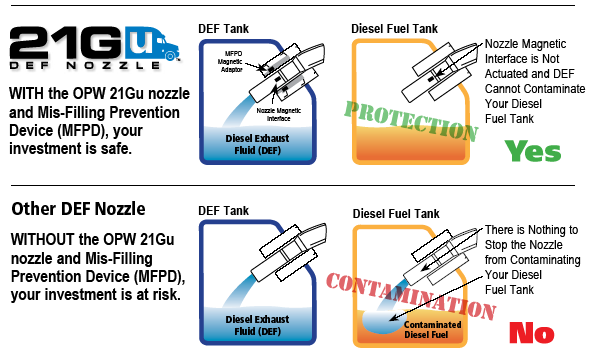 21Gu
DEF NOZZLE
WITH the OPW 21Gu nozzle
and Mis-Filling Prevention
Device (MFPD), your
investment is safe.
DEF Tank
MFPD
Magnetic
Adaptor
Nozzle Magnetic
Interface
Diesel Exhaust
Fluid (DEF)
Diesel Fuel Tank
PROTECTION
Nozzle Magnetic
Interface is Not
Actuated and DEF
Cannot Contaminate
Your Diesel
Fuel Tank
Yes
Other DEF Nozzle
WITHOUT the OPW 21Gu
nozzle and Mis-Filling
Prevention Device (MFPD),
your investment is at risk.
DEF Tank
Diesel Exhaust
Fluid (DEF)
Diesel Fuel Tank
CONTAMINATION
Contaminated
Diesel Fuel
There is Nothing to
Stop the Nozzle
from Contaminating
Your Diesel
Fuel Tank
No